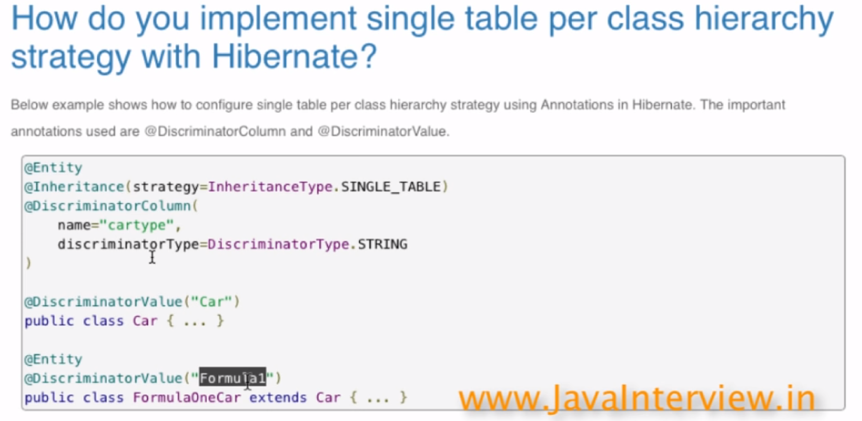 How do you implement single table per class hierarchy
strategy with Hibernate?
Below example shows how to configure single table per class hierarchy strategy using Annotations in Hibernate. The important
annotations used are @DiscriminatorColumn and @DiscriminatorValue.
@Entity
@Inheritance(strategy=InheritanceType.SINGLE_TABLE)
@DiscriminatorColumn(
name="cartype",
discriminatorType=DiscriminatorType.STRING
)
@DiscriminatorValue("Car")
public class Car { ... }
@Entity
@DiscriminatorValue("Formula1")
public class FormulaOneCar extends Car { ... }
www.JavaInterview.in